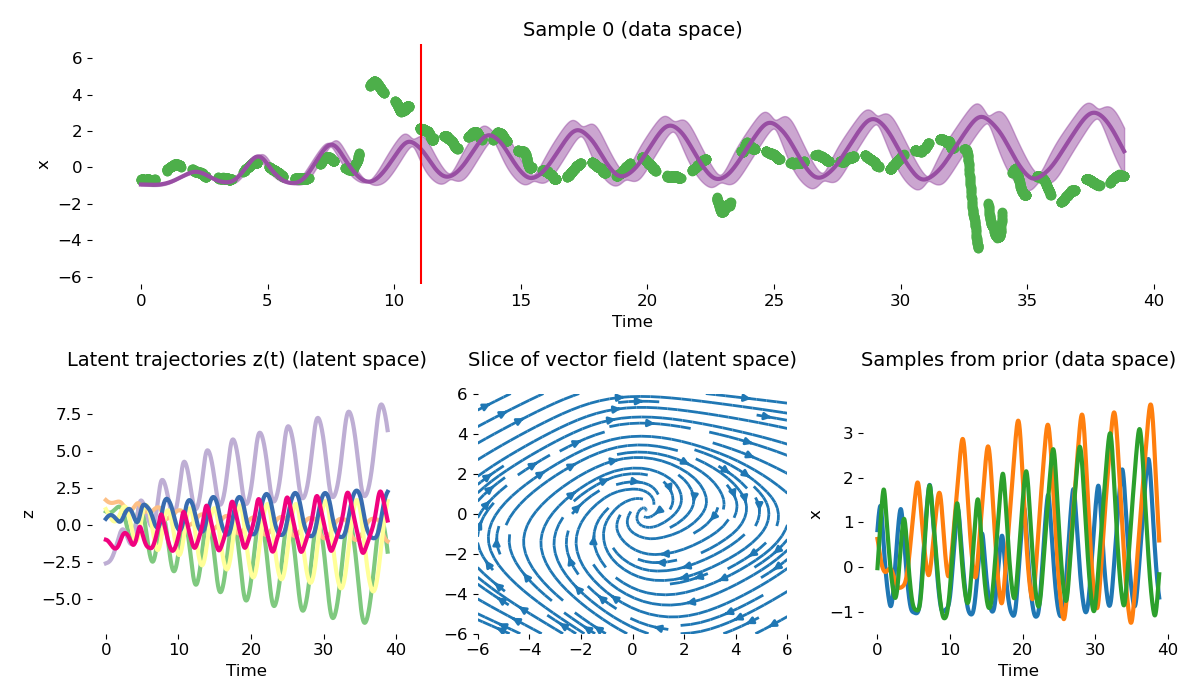 Sample 0 (data space)
6
4
2
0
−2
−4
−6
x
0 5 10 15 20 25 30 35 40
Time
Latent trajectories z(t) (latent space)
7.5
5.0
2.5
0.0
−2.5
−5.0
z
0 10 20 30 40
Time
Slice of vector field (latent space)
6
4
2
0
−2
−4
−6
−6 −4 −2 0 2 4 6
Samples from prior (data space)
3
2
1
0
−1
x
0 10 20 30 40
Time